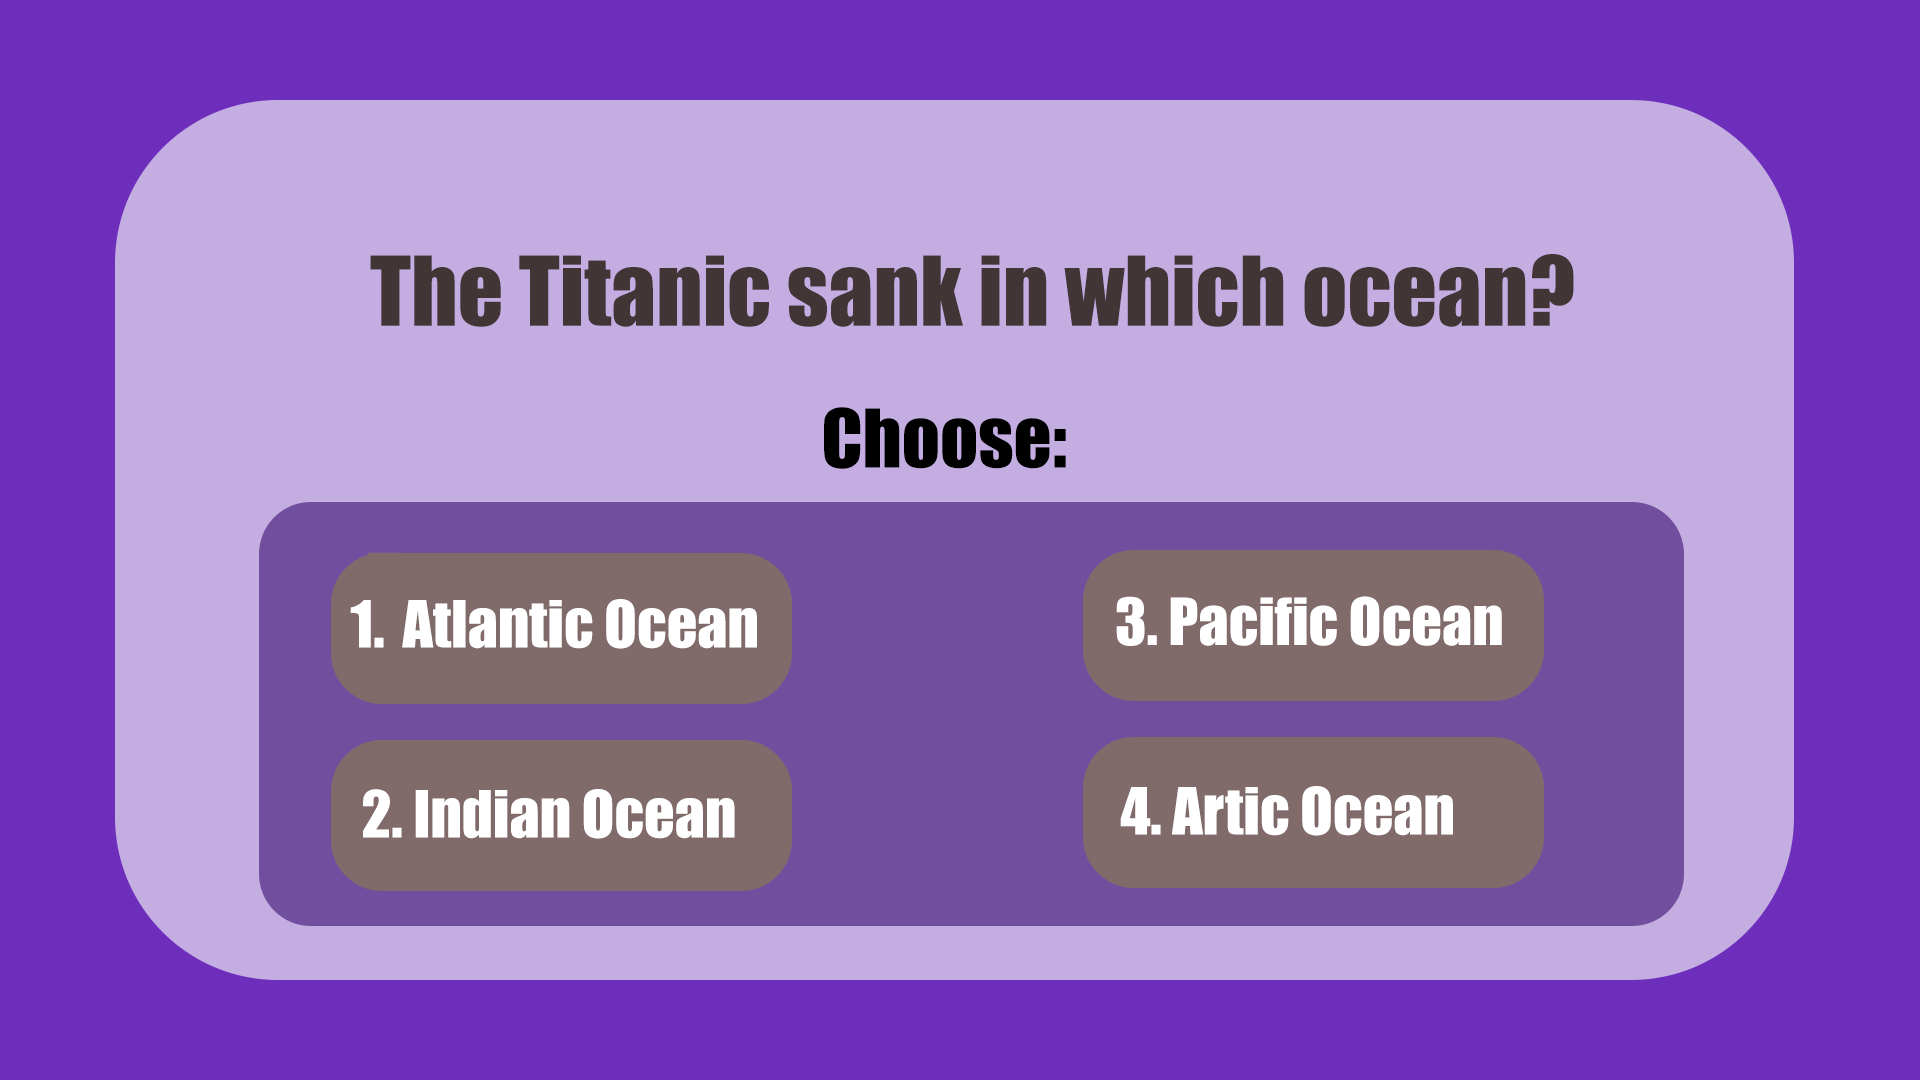 The Titanic sank in which ocean?
Choose:
1. Atlantic Ocean
2. Indian Ocean
3. Pacific Ocean
4. Artic Ocean